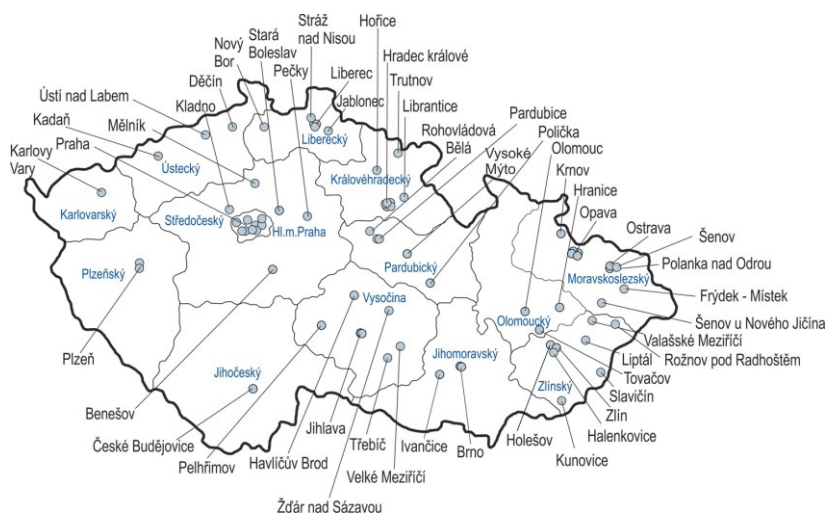 Hořice
Stráž
nad Nisou
Stará
Boleslav
Nový
Bor
Hradec králové
Pečky
Liberec
Trutnov
Děčín
Jablonec
Librantice
Ústí nad Labem
Kladno
Pardubice
Rohovládová
Bělá
Polička
Kadaň
Mělník
Olomouc
Vysoké
Mýto
Krnov
Praha
Liberecký
Ústecký
Hranice
Karlovy
Vary
Královéhradecký
Opava
Karlovarský
Středočeský
Hl.m.Praha
Ostrava
Šenov
Pardubický
Polanka nad Odrou
Plzeňský
Moravskoslezský
Frýdek - Místek
Vysočina
Olomoucký
Šenov u Nového Jičína
Valašské Meziříčí
Jihomoravský
Plzeň
Liptál
Rožnov pod Radhoštěm
Jihočeský
Tovačov
Zlínský
Slavičín
Benešov
Zlín
Jihlava
Halenkovice
České Budějovice
Třebíč
Ivančice
Holešov
Pelhřimov
Havlíčův Brod
Brno
Kunovice
Velké Meziříčí
Žďár nad Sázavou